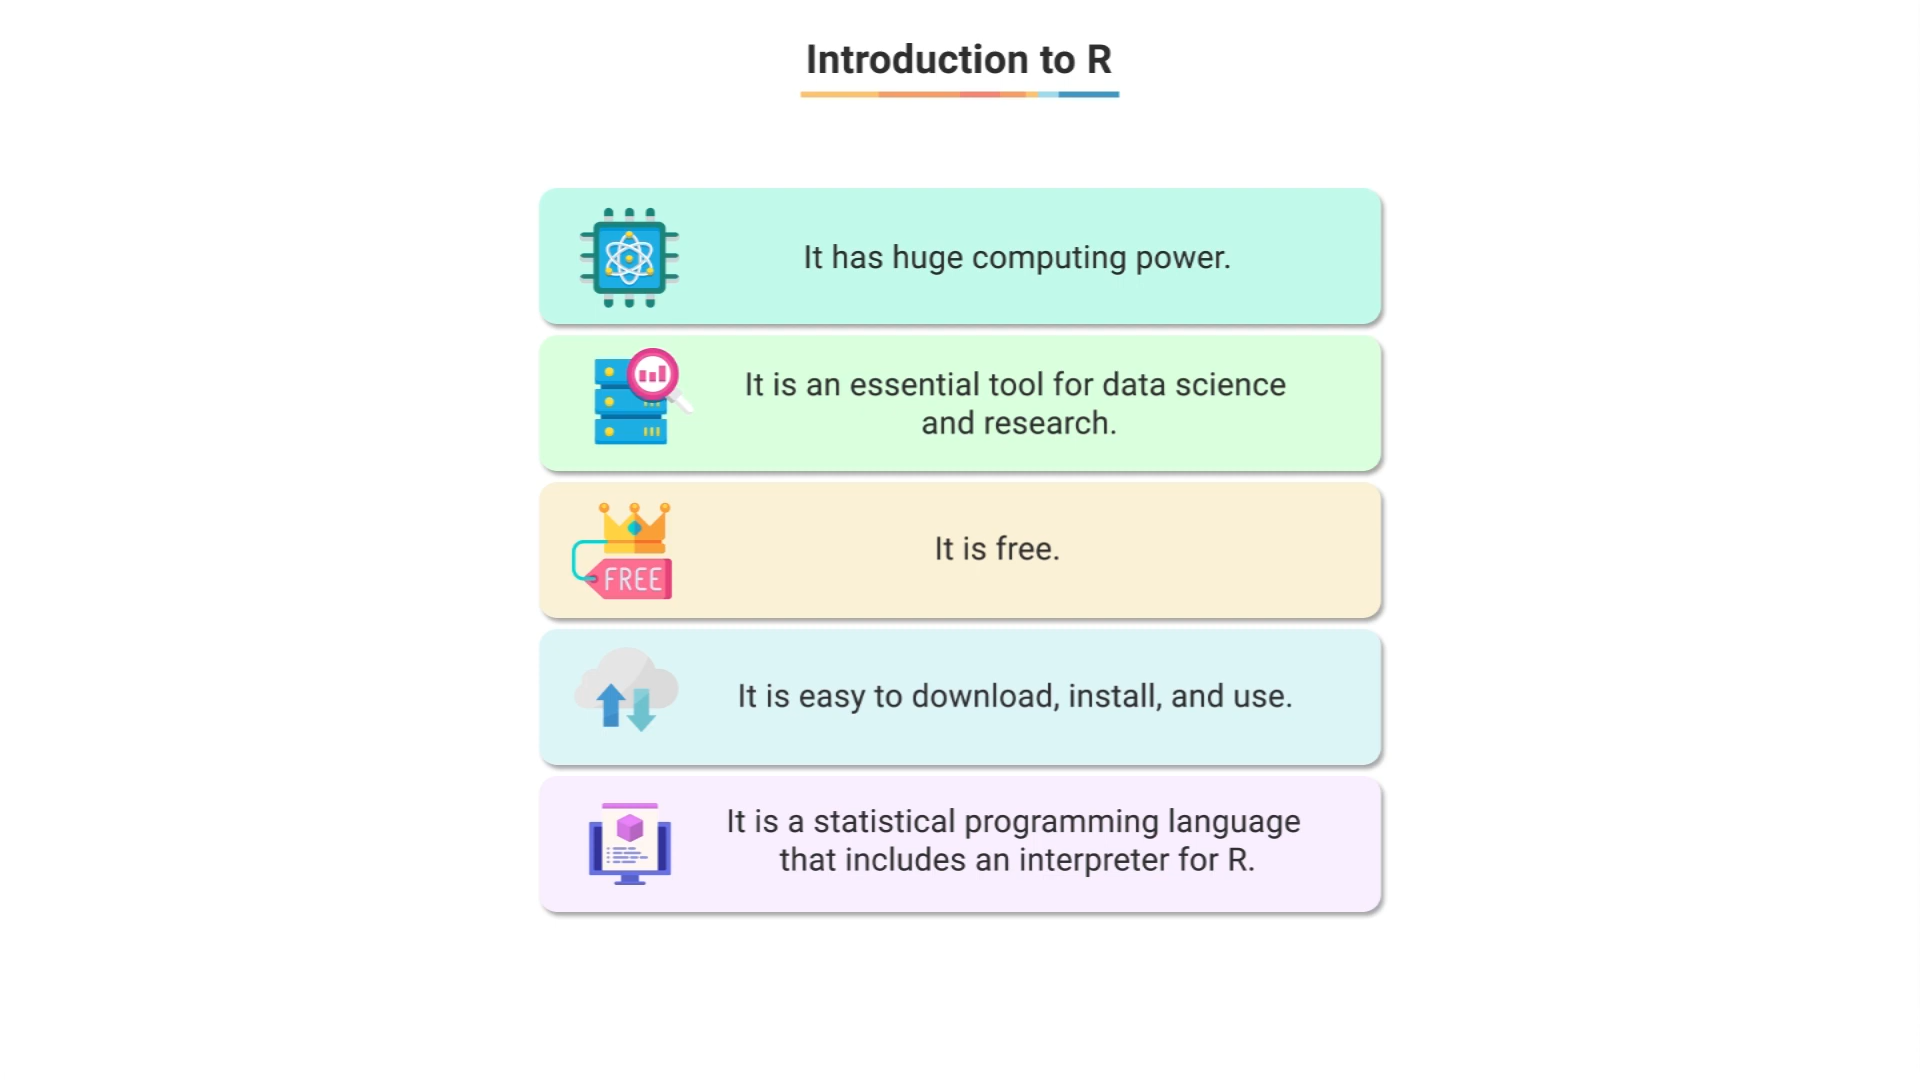 Introduction to R
It has huge computing power.
It is an essential tool for data science
and research.
FREE
It is free.
It is easy to download, install, and use.
It is a statistical programming language
that includes an interpreter for R.